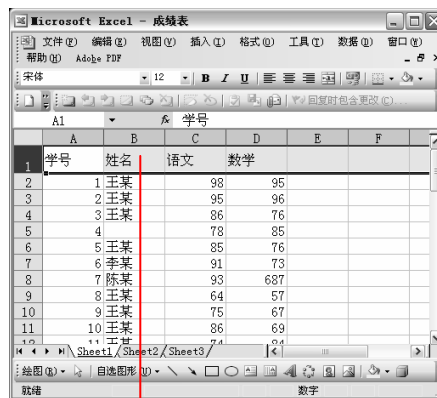 Microsoft Excel - 成绩表
文件(F) 编辑(E) 视图(V) 插入(I) 格式(O) 工具(T) 数据(D) 窗口(W)
帮助(H) Adobe PDF
宋体 12 B I U
回复时包含更改(C)...
A1 fx 学号
A B C D E F
1 学号 姓名 语文 数学
2 1 王某 98 95
3 2 王某 95 96
4 3 王某 86 76
5 4 78 85
6 5 王某 85 76
7 6 李某 91 73
8 7 陈某 93 687
9 8 王某 64 57
10 9 王某 75 67
11 10 王某 86 69
Sheet1 Sheet2 Sheet3
绘图(R) 自选图形(U)
就绪 数字